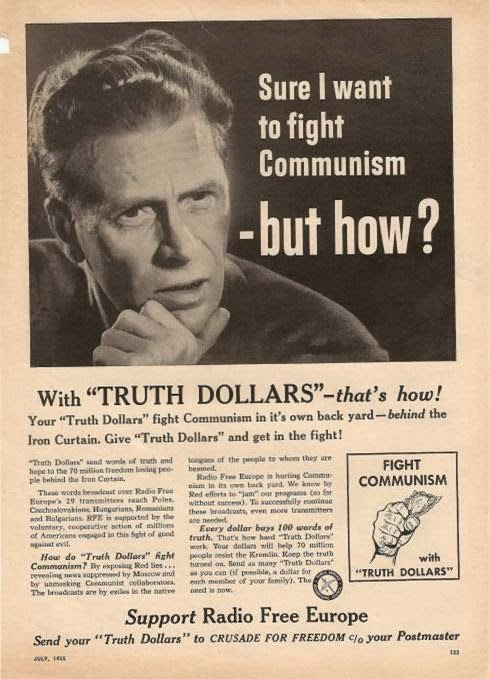 Sure I want
to fight
Communism
-but how?
With "TRUTH DOLLARS"-that's how!
Your "Truth Dollars" fight Communism in it's own back yard—behind the
Iron Curtain. Give "Truth Dollars" and get in the fight!
"Truth Dollars" send words of truth and
hope to the 70 million freedom loving peo-
ple behind the Iron Curtain.
These words broadcast over Radio Free
Europe's 29 transmitters reach Poles,
Czechoslovakians, Hungarians, Romanians
and Bulgarians. RFE is supported by the
voluntary, cooperative action of millions
of Americans engaged in this fight of good
against evil.
How do "Truth Dollars" fight
Communism? By exposing Red lies . . .
revealing news suppressed by Moscow and
by unmasking Communist collaborators.
The broadcasts are by exiles in the native
tongues of the people to whom they are
beamed.
Radio Free Europe is hurting Commu-
nism in its own back yard. We know by
Red efforts to "jam" our programs (so far
without success). To successfully continue
these broadcasts, even more transmitters
are needed.
Every dollar buys 100 words of
truth. That's how hard "Truth Dollars"
work. Your dollars will help 70 million
people resist the Kremlin. Keep the truth
turned on. Send as many "Truth Dollars"
as you can (if possible, a dollar for
each member of your family). The
need is now.
FIGHT
COMMUNISM
with
"TRUTH DOLLARS"
Support Radio Free Europe
Send your "Truth Dollars" to CRUSADE FOR FREEDOM c/o your Postmaster
JULY, 1955
123